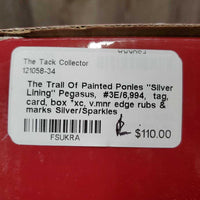 The Tack Collector
121058-34
The Trail Of Painted Ponies "Silver
Lining" Pegasus, #3E/6,994, tag,
card, box *xc, v.mnr edge rubs &
marks Silver/Sparkles
FSUKRA
$110.00